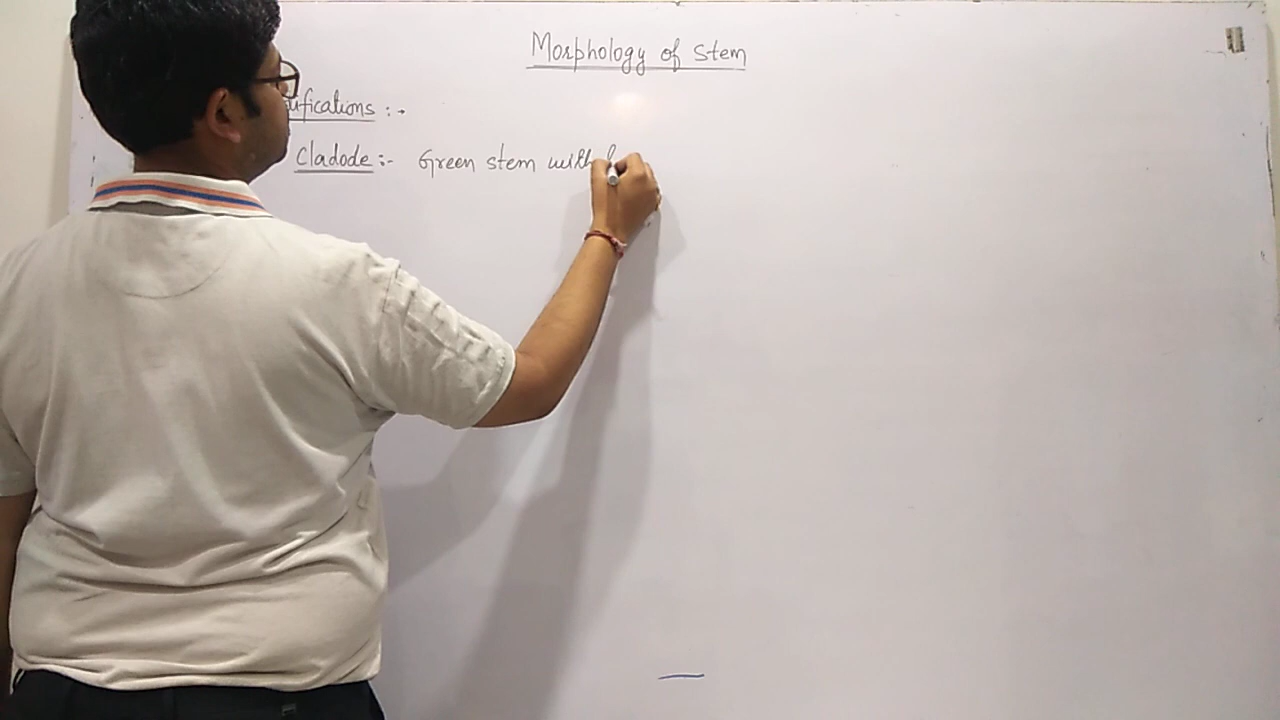 Morphology of Stem
ifications :-
Cladode :- Green stem with